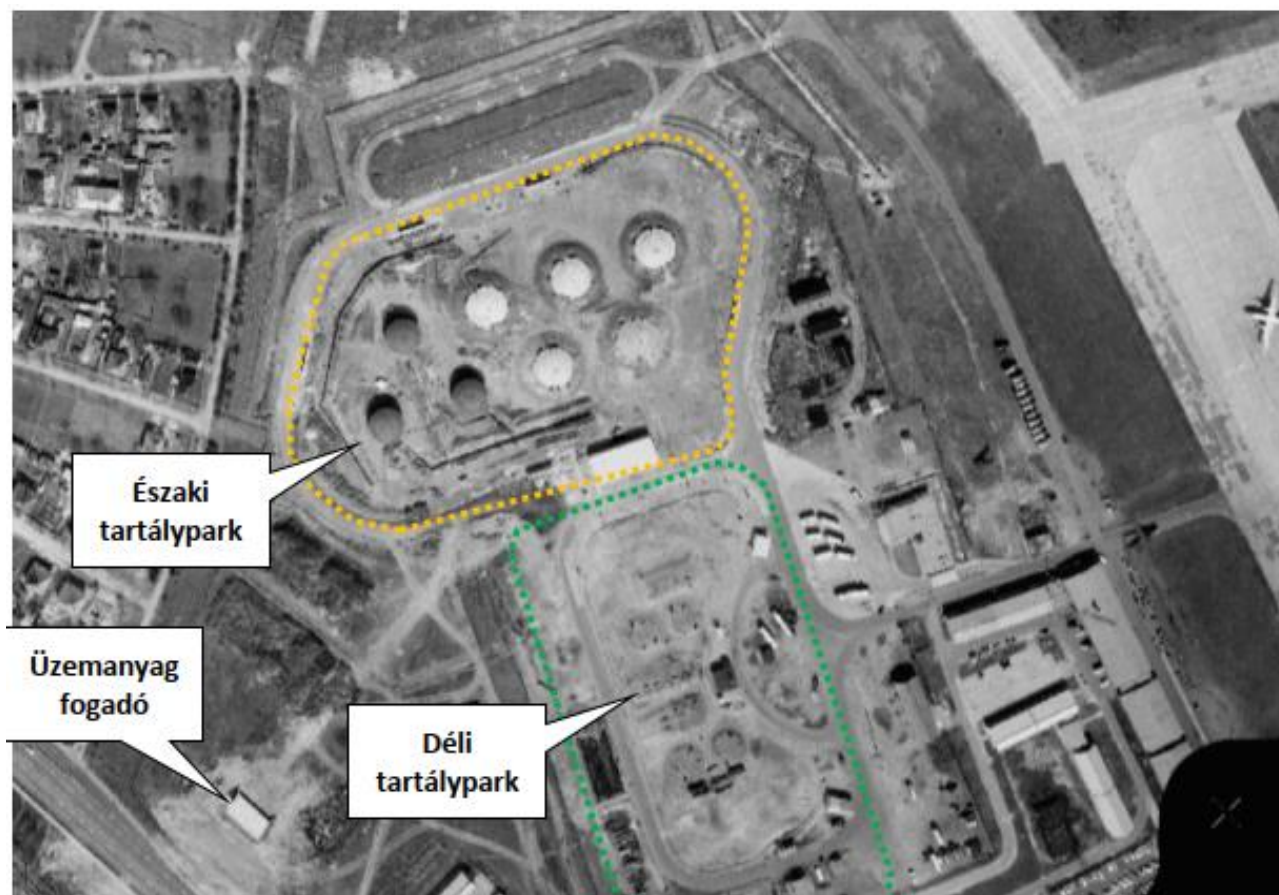 Északi
tartálypark
Üzemanyag
fogadó
Déli
tartálypark